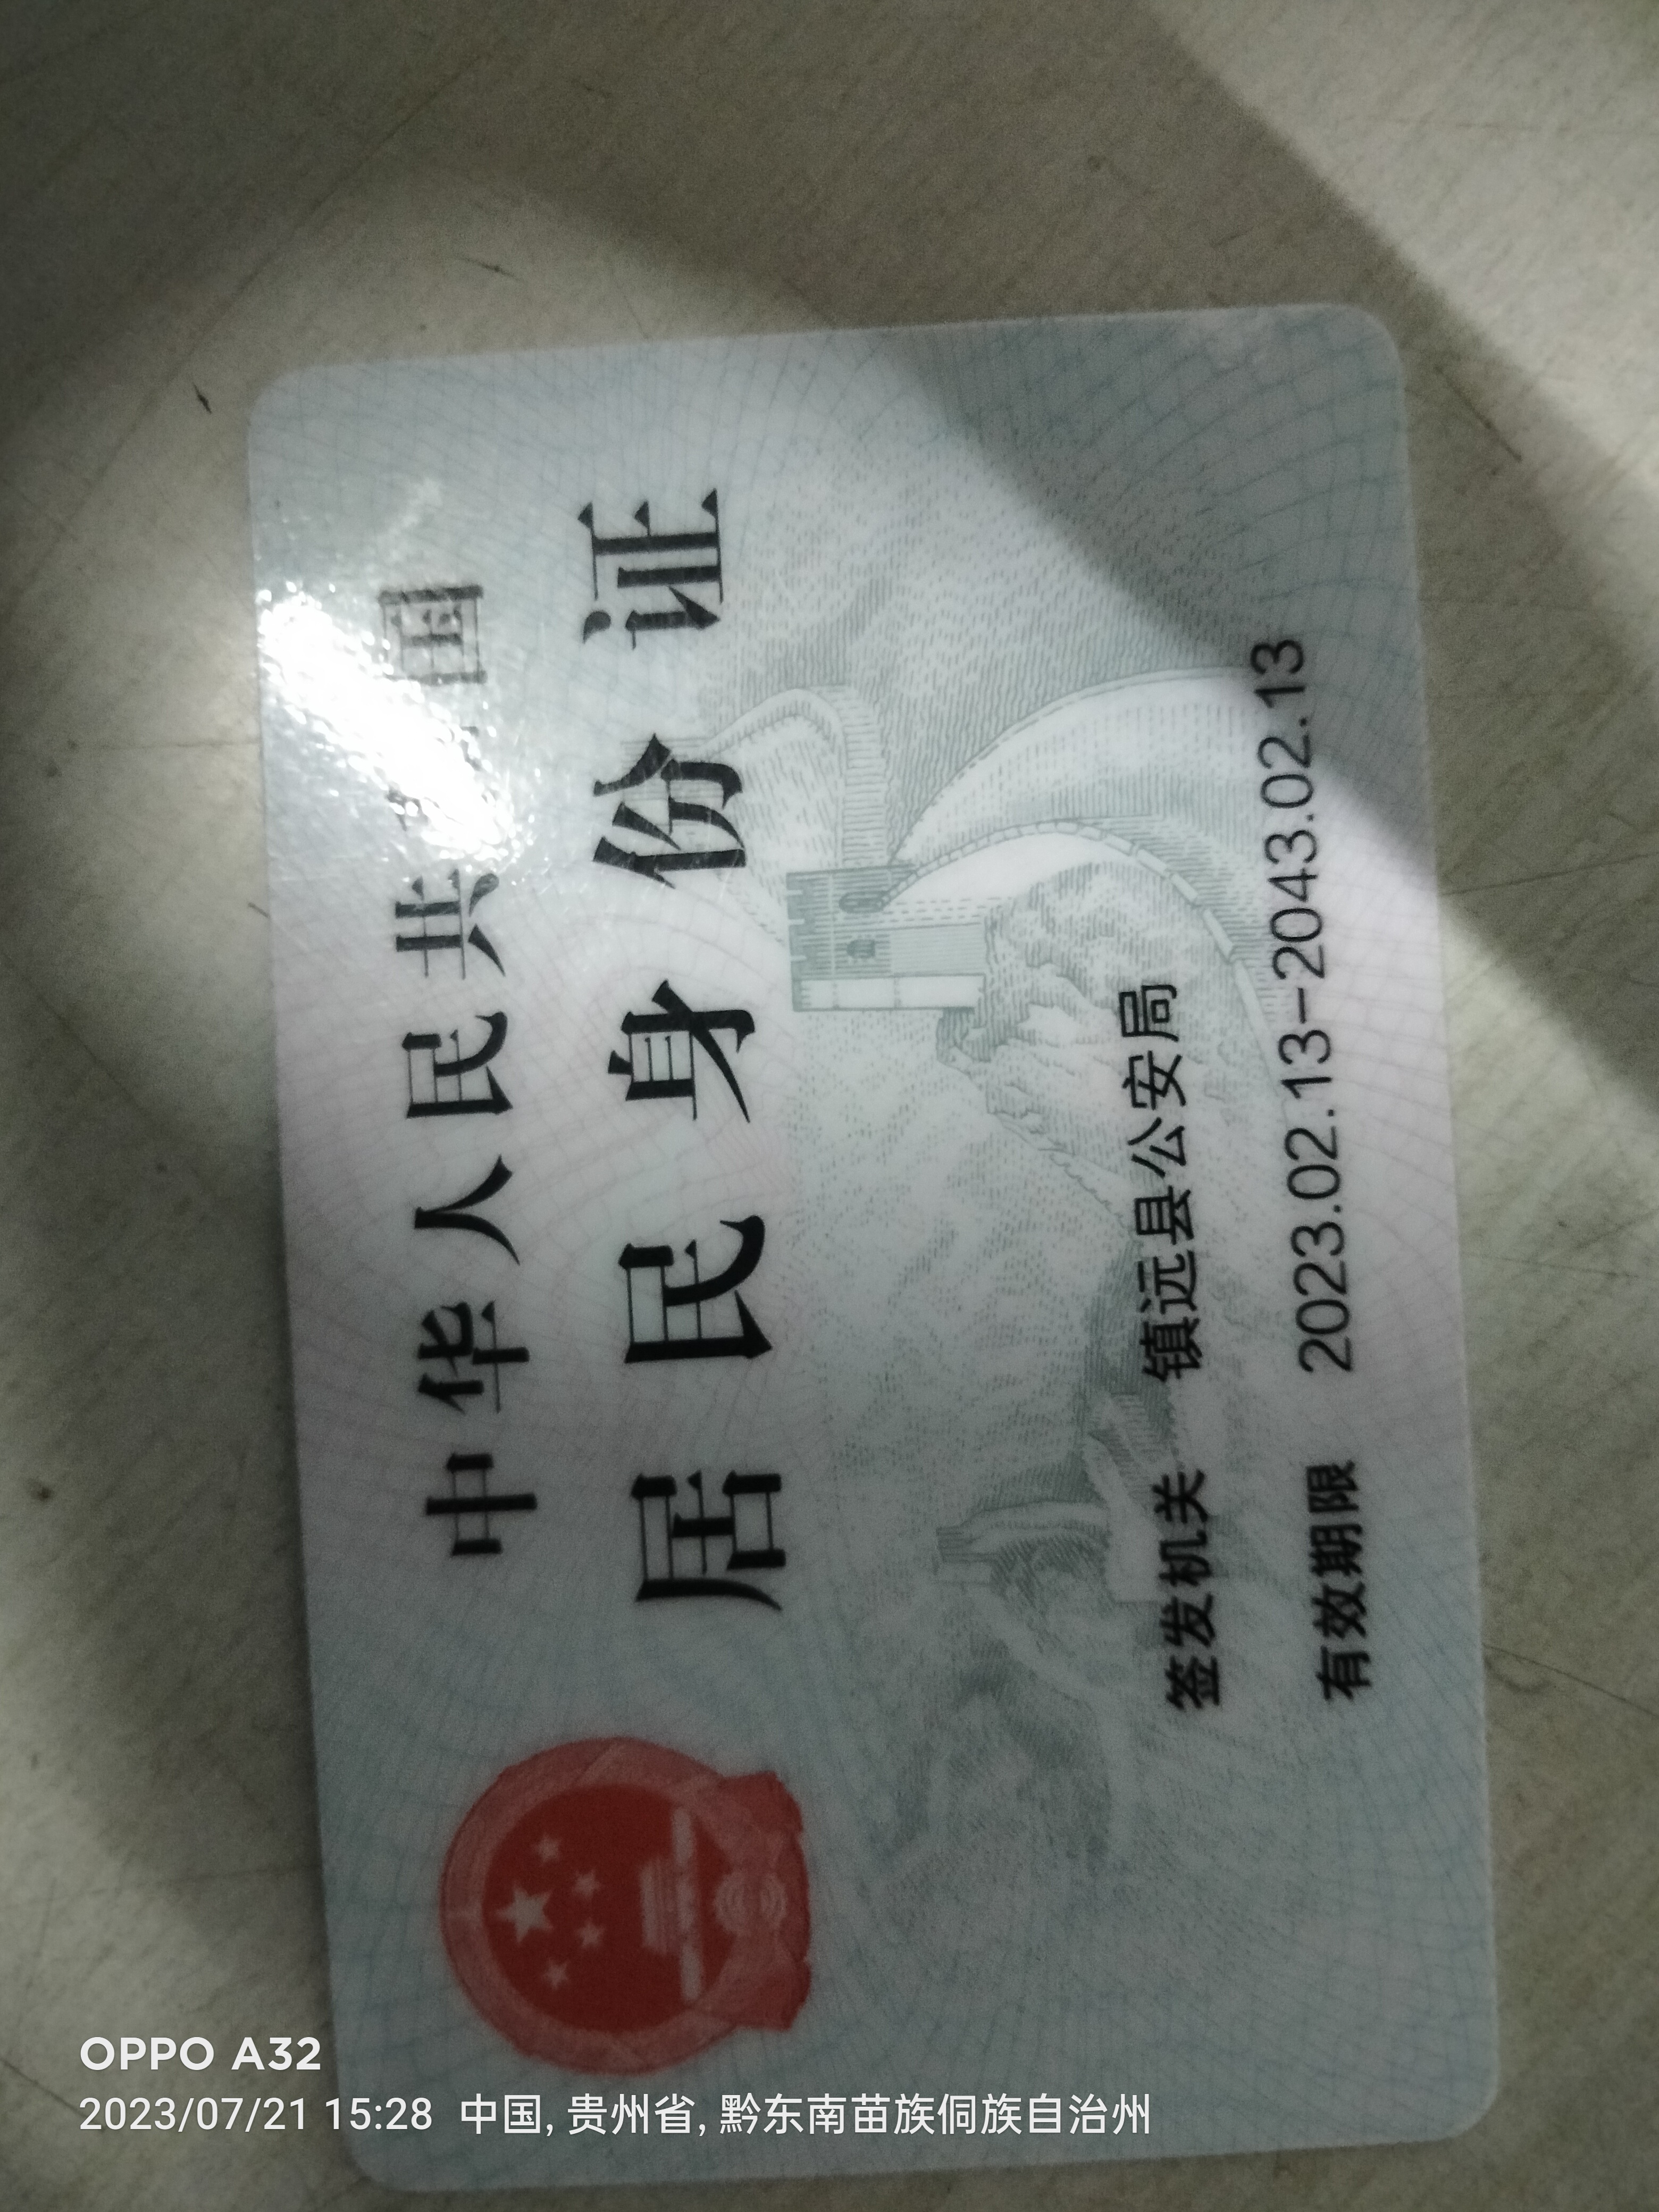 中华人民共 国
居民身份证
签发机关 镇远县公安局
有效期限 2023.02.13-2043.02.13
OPPO A32
2023/07/21 15:28 中国, 贵州省, 黔东南苗族侗族自治州